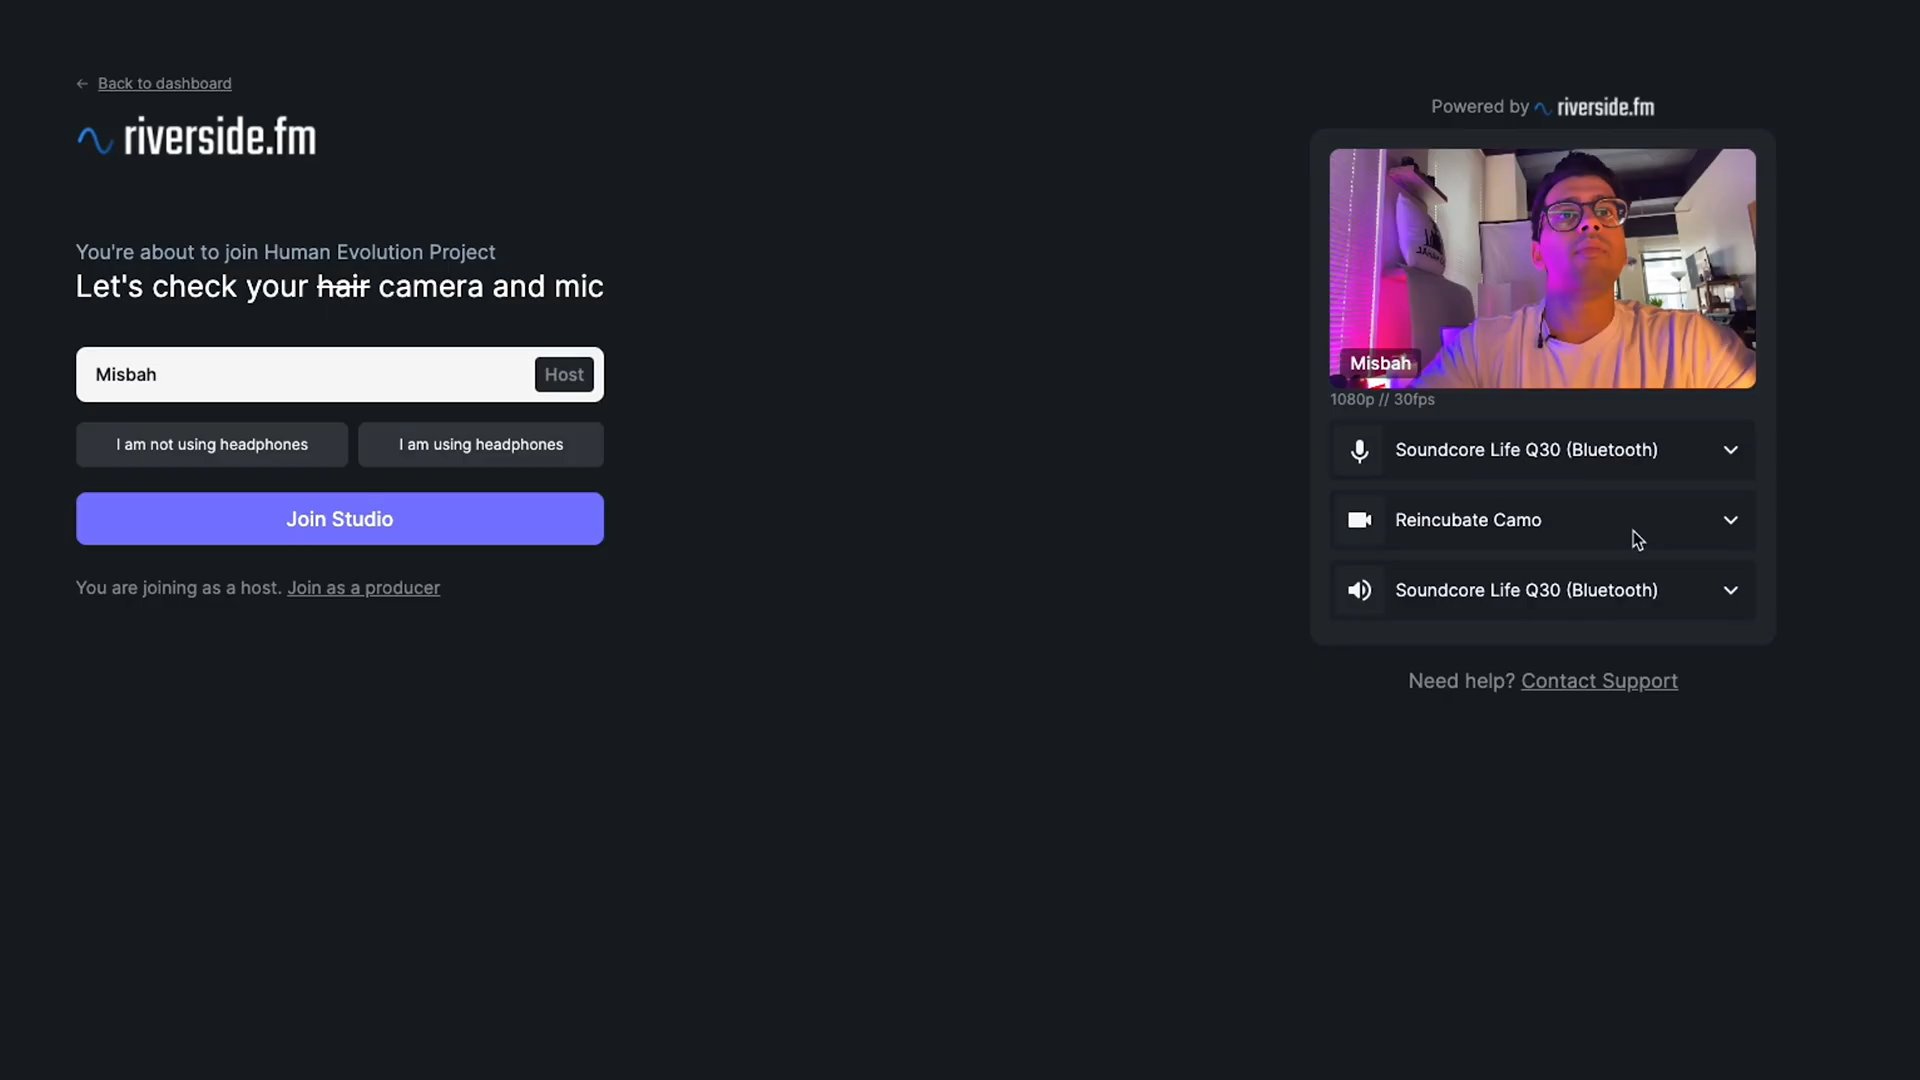 ← Back to dashboard
riverside.fm
You're about to join Human Evolution Project
Let's check your hair camera and mic
Misbah
Host
I am not using headphones
I am using headphones
Join Studio
You are joining as a host. Join as a producer
Powered by riverside.fm
Misbah
1080p // 30fps
Soundcore Life Q30 (Bluetooth)
Reincubate Camo
Soundcore Life Q30 (Bluetooth)
Need help? Contact Support